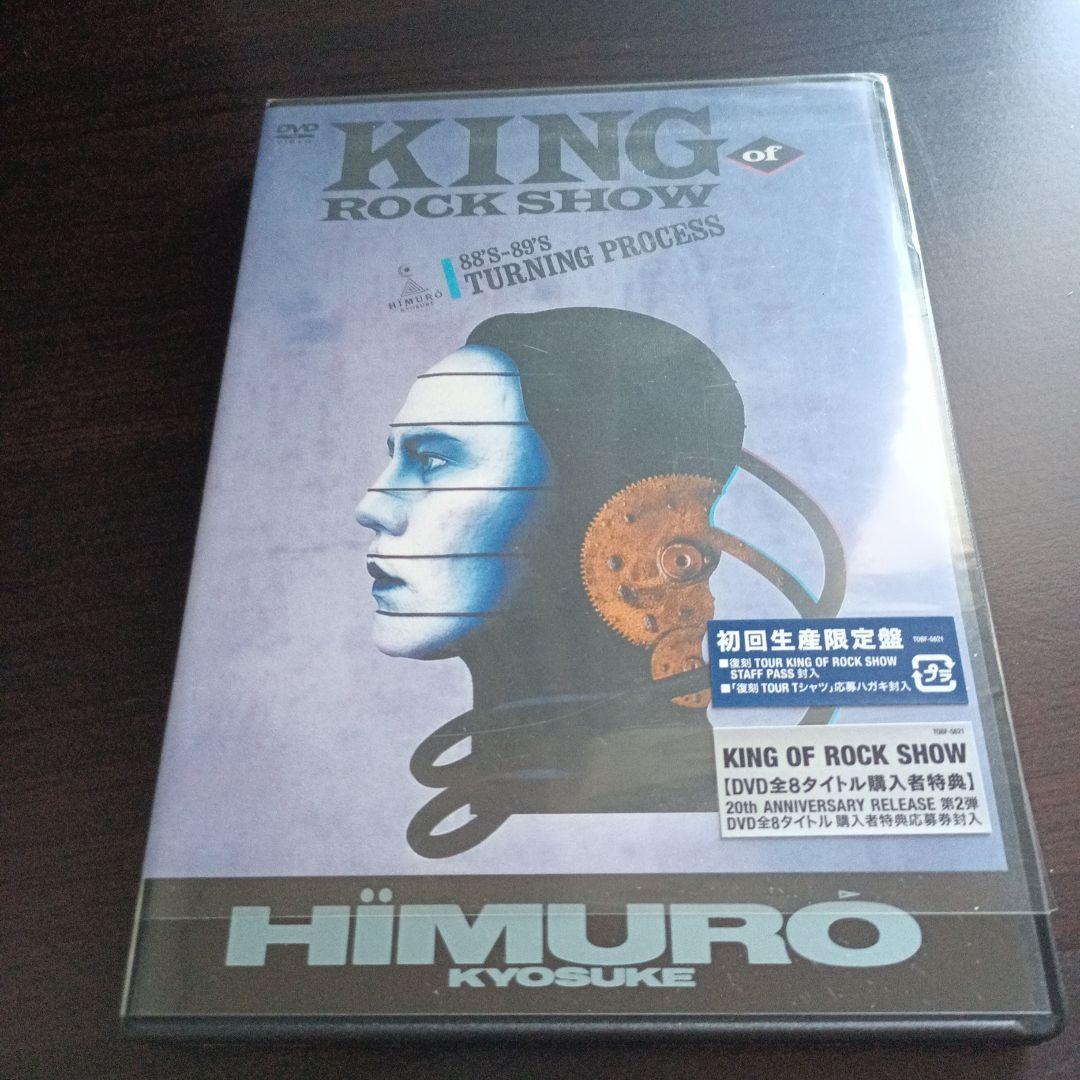 DVD
VIDEO
KING of
ROCK SHOW
88'S-89'S
TURNING PROCESS
HIMURO
KYOSUKE
初回生産限定盤 TOBF-5621
■復刻 TOUR KING OF ROCK SHOW
STAFF PASS 封入
■「復刻 TOUR Tシャツ」応募ハガキ封入
プラ
TOBF-5621
KING OF ROCK SHOW
【DVD全8タイトル購入者特典】
20th ANNIVERSARY RELEASE 第2弾
DVD全8タイトル 購入者特典応募券封入
HÏMURÓ
KYOSUKE